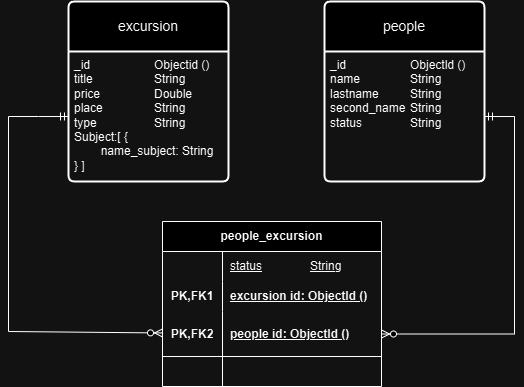 excursion
_id Objectid ()
title String
price Double
place String
type String
Subject:[ {
name_subject: String
} ]
people
_id ObjectId ()
name String
lastname String
second_name String
status String
people_excursion
status String
PK,FK1 excursion id: ObjectId ()
PK,FK2 people id: ObjectId ()